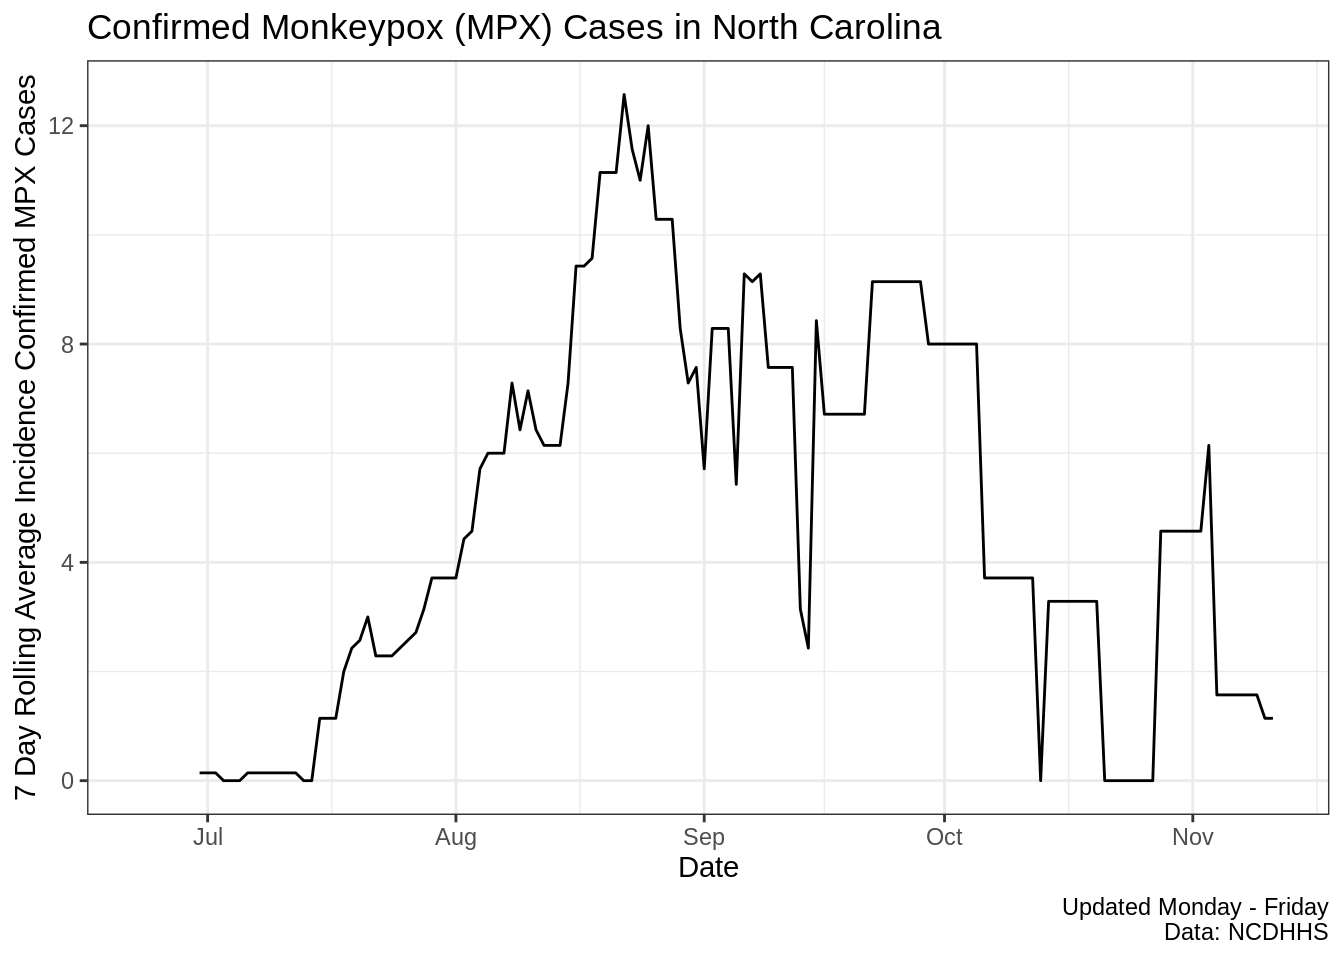 Confirmed Monkeypox (MPX) Cases in North Carolina
7 Day Rolling Average Incidence Confirmed MPX Cases
12
8
4
0
Jul
Aug
Sep
Oct
Nov
Date
Updated Monday - Friday
Data: NCDHHS